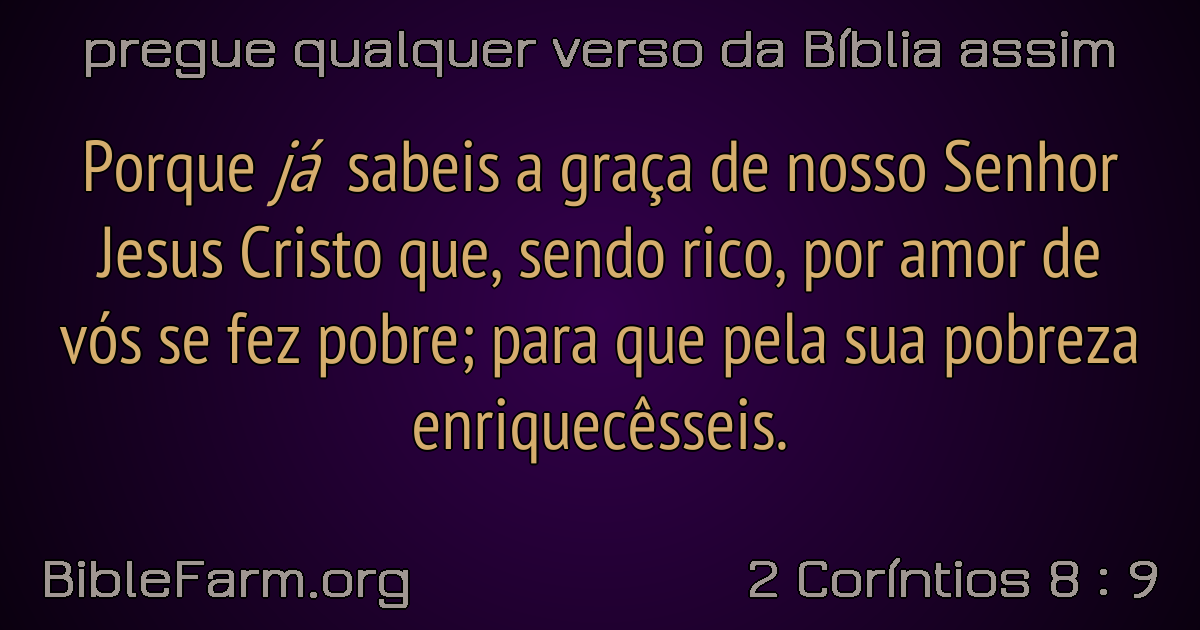 pregue qualquer verso da Bíblia assim
Porque já sabeis a graça de nosso Senhor
Jesus Cristo que, sendo rico, por amor de
vós se fez pobre; para que pela sua pobreza
enriquecêsseis.
BibleFarm.org
2 Coríntios 8 : 9